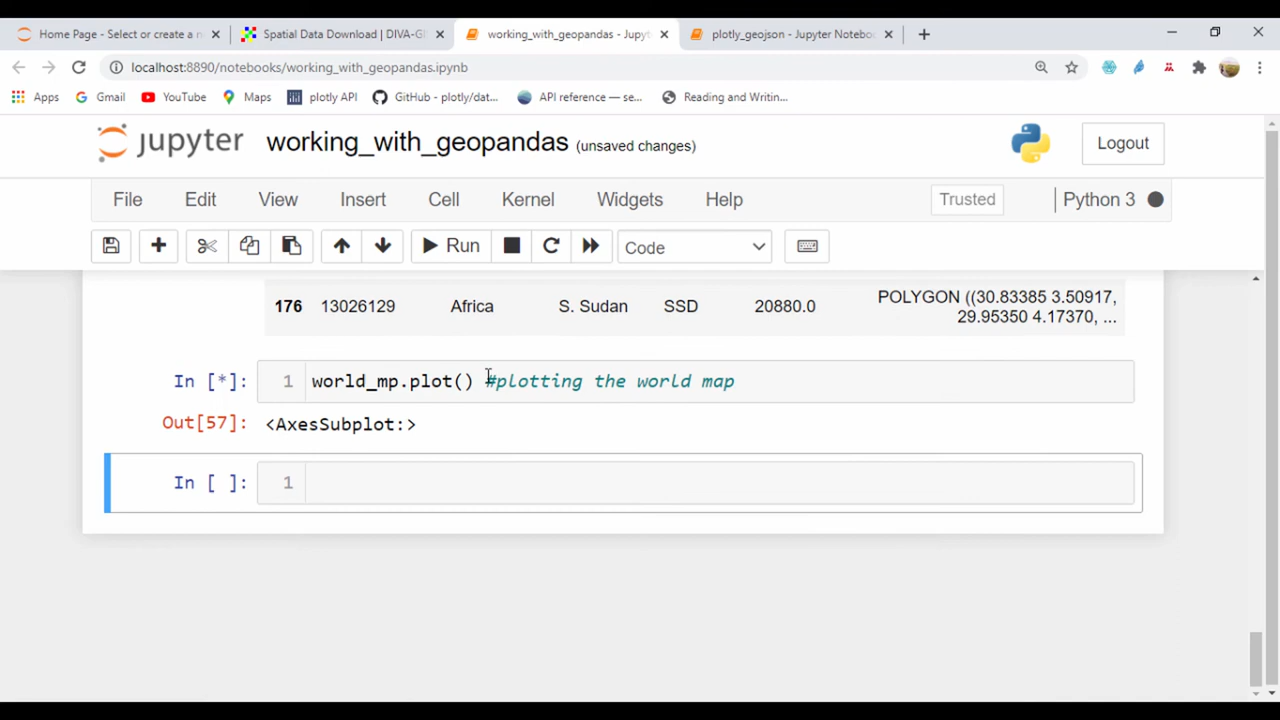 Home Page - Select or create a n
Spatial Data Download | DIVA-GI
working_with_geopandas - Jupyt
plotly_geojson - Jupyter Noteboo
localhost:8890/notebooks/working_with_geopandas.ipynb
Apps Gmail YouTube Maps plotly API GitHub - plotly/dat... API reference — se... Reading and Writin...
jupyter working_with_geopandas (unsaved changes) Logout
File Edit View Insert Cell Kernel Widgets Help Trusted Python 3
Run Code
176 13026129 Africa S. Sudan SSD 20880.0 POLYGON ((30.83385 3.50917,
29.95350 4.17370, ...
In [*]: 1 world_mp.plot() #plotting the world map
Out[57]: <AxesSubplot:>
In [ ]: 1